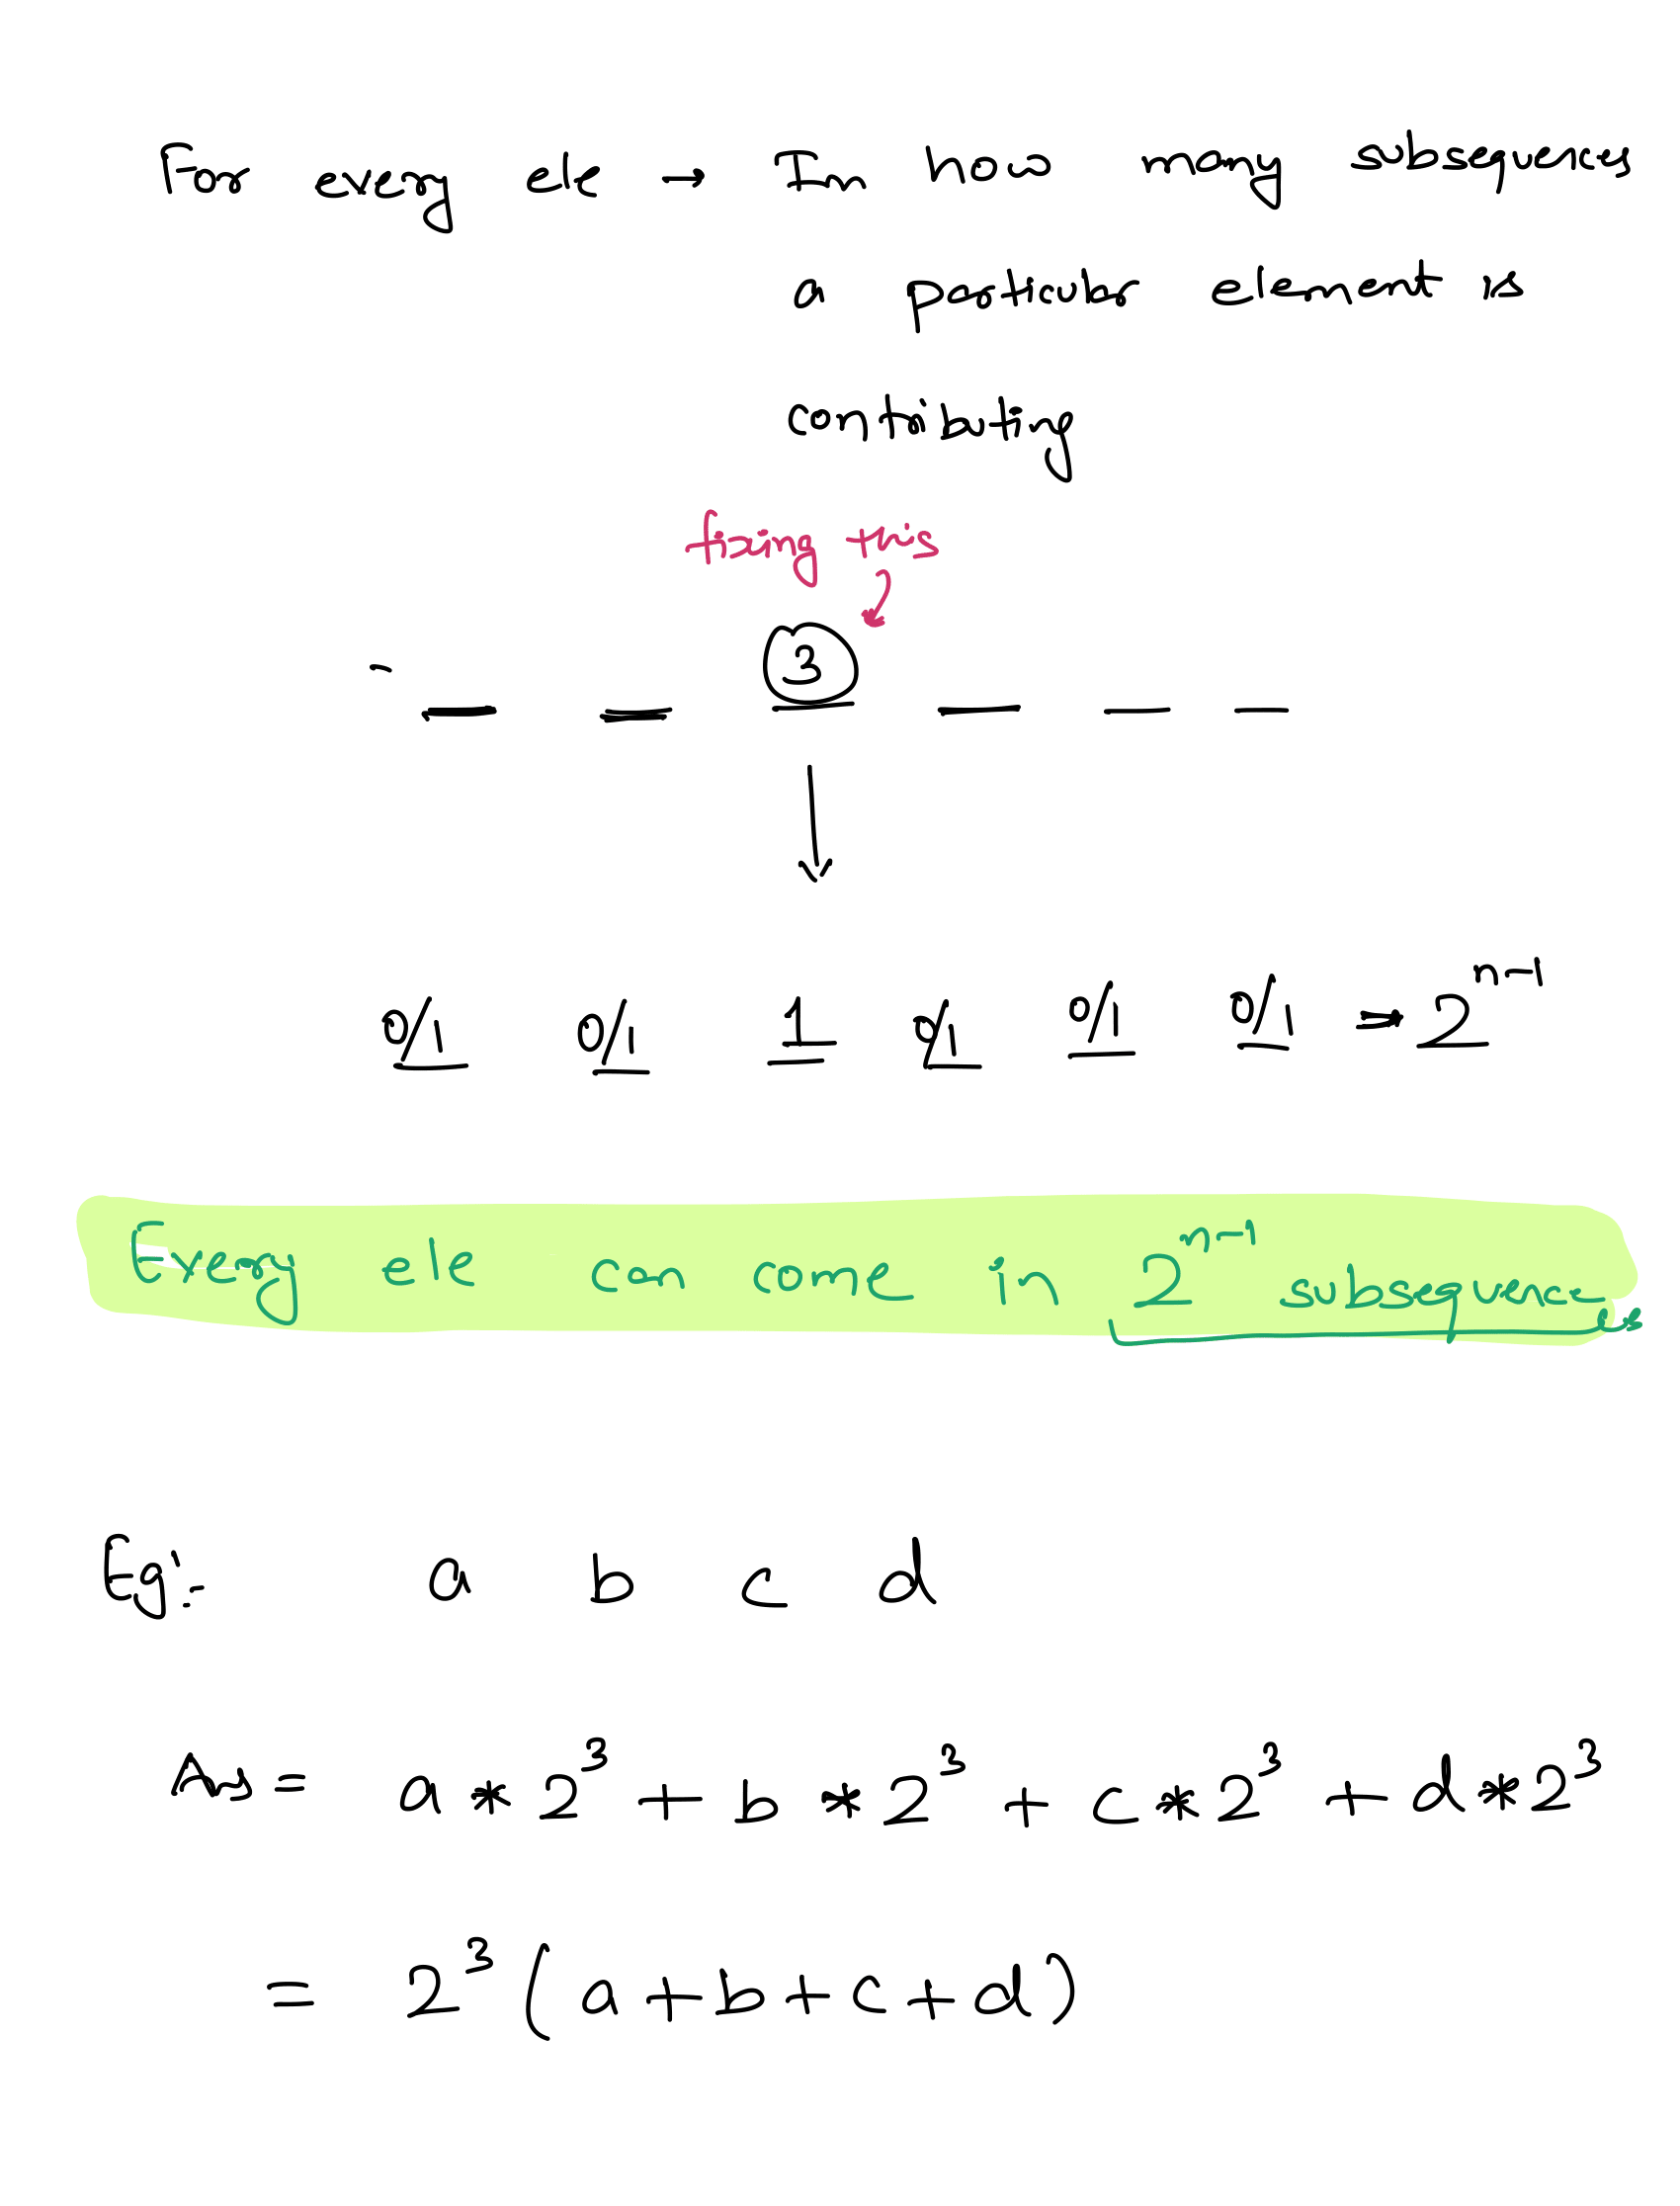 For every ele → In how many subsequences
a particular element is
contributing
fixing this
- _ _ 3 _ _ _
↓
0/1 0/1 1 0/1 0/1 0/1 → 2^{n-1}
Every ele can come in 2^{n-1} subsequences
Eg:- a b c d
Ans = a * 2^3 + b * 2^3 + c * 2^3 + d * 2^3
= 2^3 (a + b + c + d)